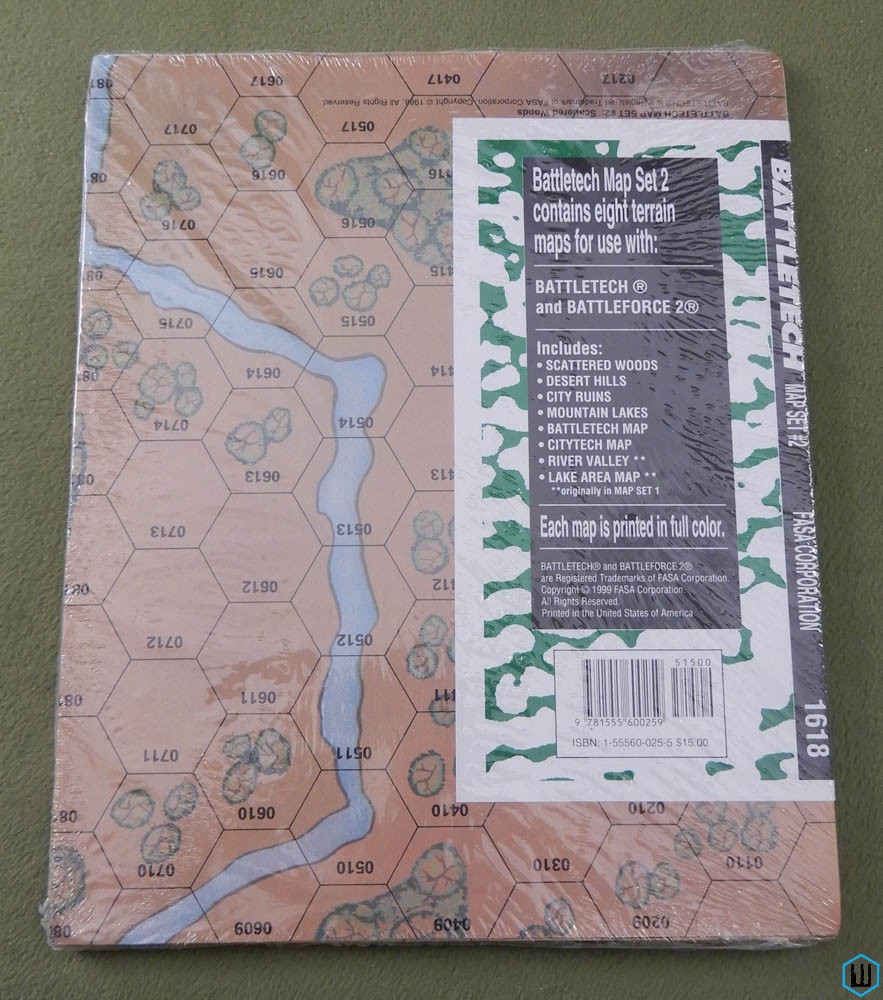 0617
0417
0217
BATTLETECH MAP SET #2: Scattered Woods
0717
0517
0616
0716
0516
0615
0715
0515
0614
0714
0514
0613
0713
0513
0612
0712
0512
0611
0711
0511
0610
0410
0210
0710
0510
0310
0110
0609
0409
0209
Battletech Map Set 2
contains eight terrain
maps for use with:
BATTLETECH ®
and BATTLEFORCE 2®
Includes:
• SCATTERED WOODS
• DESERT HILLS
• CITY RUINS
• MOUNTAIN LAKES
• BATTLETECH MAP
• CITYTECH MAP
• RIVER VALLEY **
• LAKE AREA MAP **
**originally in MAP SET 1
Each map is printed in full color.
BATTLETECH® and BATTLEFORCE 2®
are Registered Trademarks of FASA Corporation.
Copyright © 1999 FASA Corporation.
All Rights Reserved.
Printed in the United States of America
51500
9 781555 600259
ISBN: 1-55560-025-5 $15.00
BATTLETECH MAP SET #2 FASA CORPORATION 1618